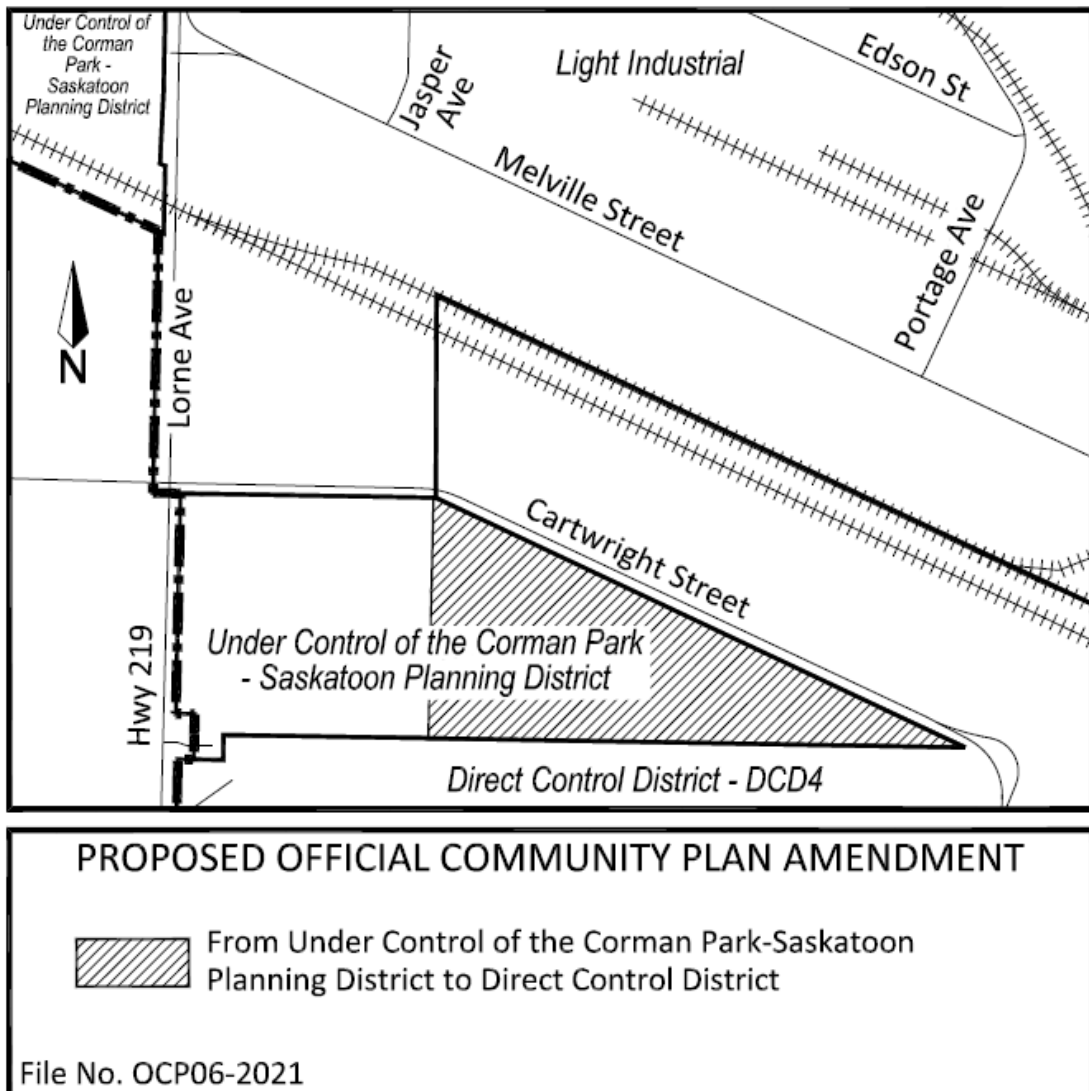 Under Control of
the Corman
Park -
Saskatoon
Planning District
Jasper
Ave
Light Industrial
Edson St
Melville Street
Portage Ave
Lorne Ave
N
Cartwright Street
Under Control of the Corman Park
- Saskatoon Planning District
Hwy 219
Direct Control District - DCD4
PROPOSED OFFICIAL COMMUNITY PLAN AMENDMENT
From Under Control of the Corman Park-Saskatoon
Planning District to Direct Control District
File No. OCP06-2021